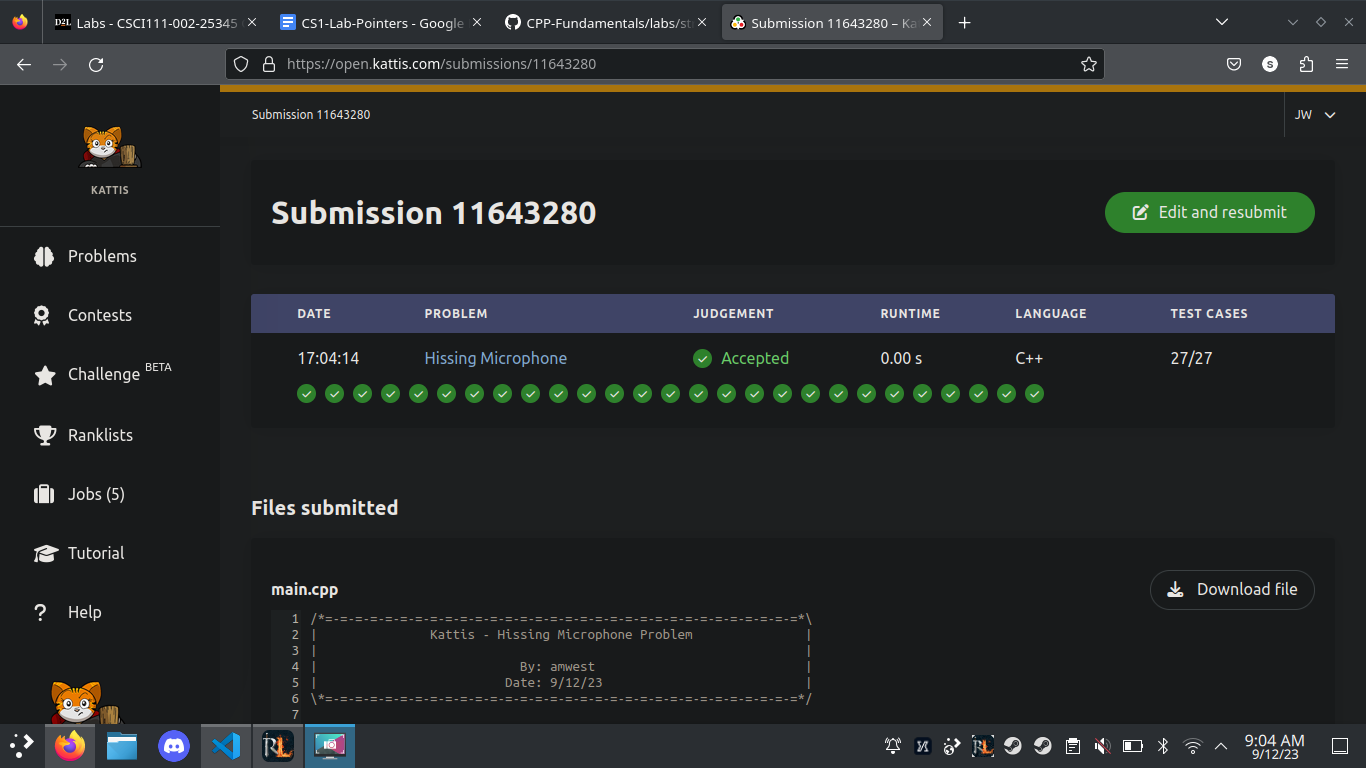 Labs - CSCI111-002-25345
CS1-Lab-Pointers - Google
CPP-Fundamentals/labs/st
Submission 11643280 – Ka
https://open.kattis.com/submissions/11643280
S
KATTIS
Problems
Contests
Challenge BETA
Ranklists
Jobs (5)
Tutorial
Help
Submission 11643280
JW
Submission 11643280
Edit and resubmit
DATE PROBLEM JUDGEMENT RUNTIME LANGUAGE TEST CASES
17:04:14 Hissing Microphone Accepted 0.00 s C++ 27/27
Files submitted
main.cpp
Download file
1 /*=-=-=-=-=-=-=-=-=-=-=-=-=-=-=-=-=-=-=-=-=-=-=-=-=-=-=-=-=-=-=-=*\
2 | Kattis - Hissing Microphone Problem |
3 | |
4 | By: amwest |
5 | Date: 9/12/23 |
6 \*=-=-=-=-=-=-=-=-=-=-=-=-=-=-=-=-=-=-=-=-=-=-=-=-=-=-=-=-=-=-=-=*/
7
9:04 AM
9/12/23